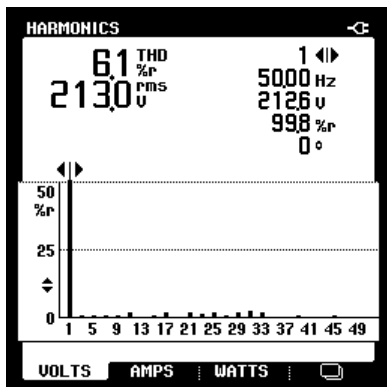 HARMONICS
6.1 THD %r
213.0 rms V
1
50.00 Hz
212.6 V
99.8 %r
0 °
50
%r
25
0
1 5 9 13 17 21 25 29 33 37 41 45 49
VOLTS AMPS WATTS